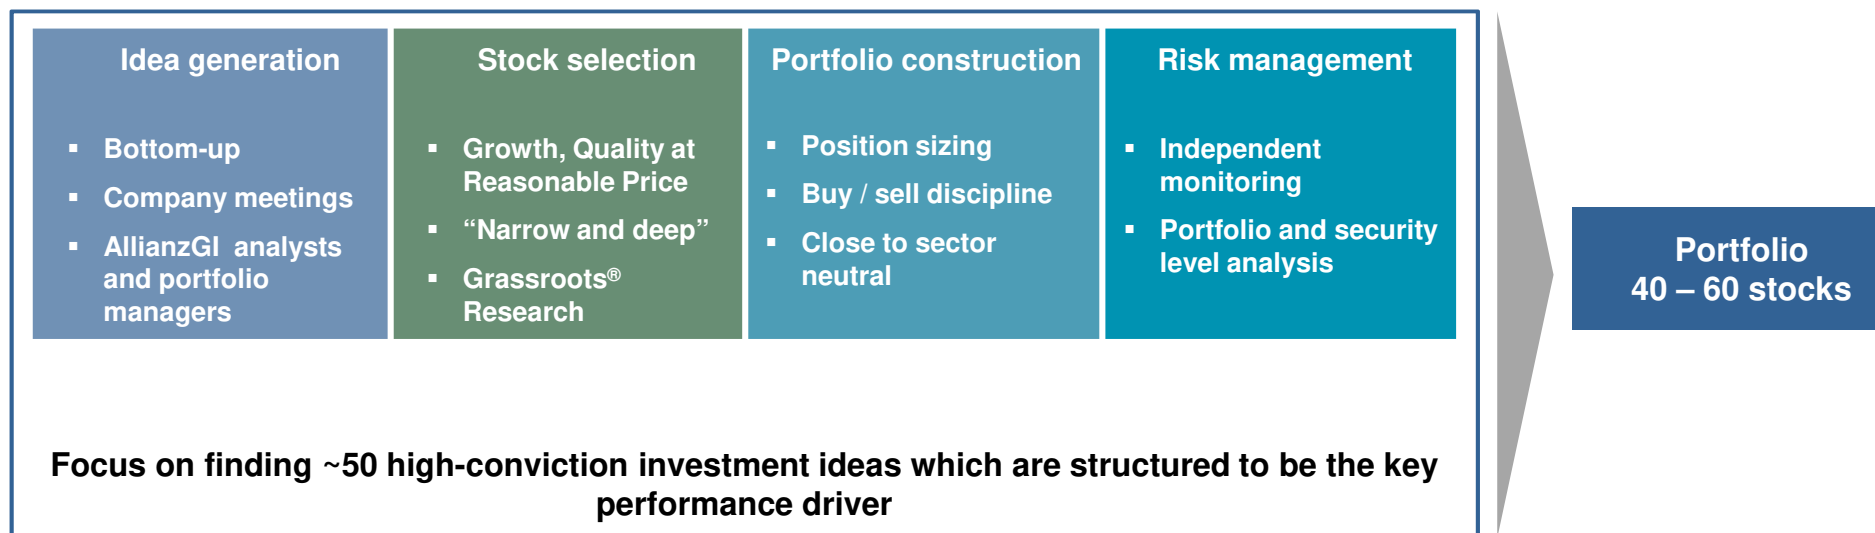 Idea generation
▪ Bottom-up
▪ Company meetings
▪ AllianzGI analysts
and portfolio
managers
Stock selection
▪ Growth, Quality at
Reasonable Price
▪ “Narrow and deep”
▪ Grassroots®
Research
Portfolio construction
▪ Position sizing
▪ Buy / sell discipline
▪ Close to sector
neutral
Risk management
▪ Independent
monitoring
▪ Portfolio and security
level analysis
Portfolio
40 – 60 stocks
Focus on finding ~50 high-conviction investment ideas which are structured to be the key
performance driver